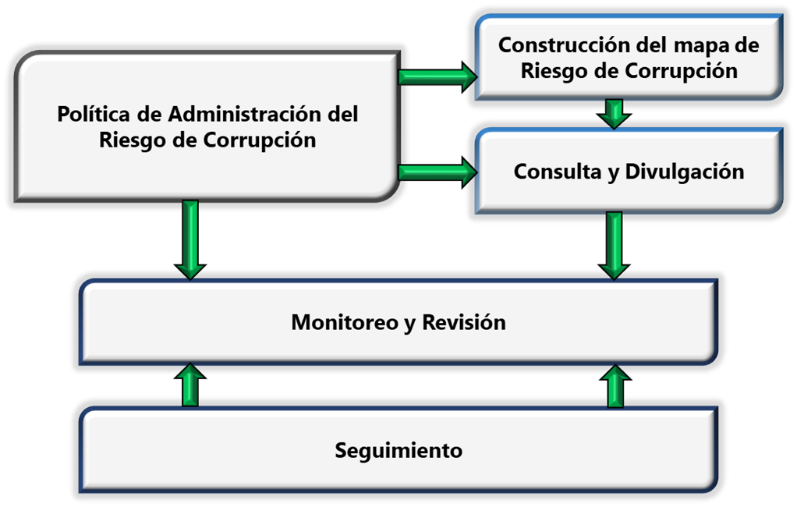 Política de Administración del
Riesgo de Corrupción
Construcción del mapa de
Riesgo de Corrupción
Consulta y Divulgación
Monitoreo y Revisión
Seguimiento